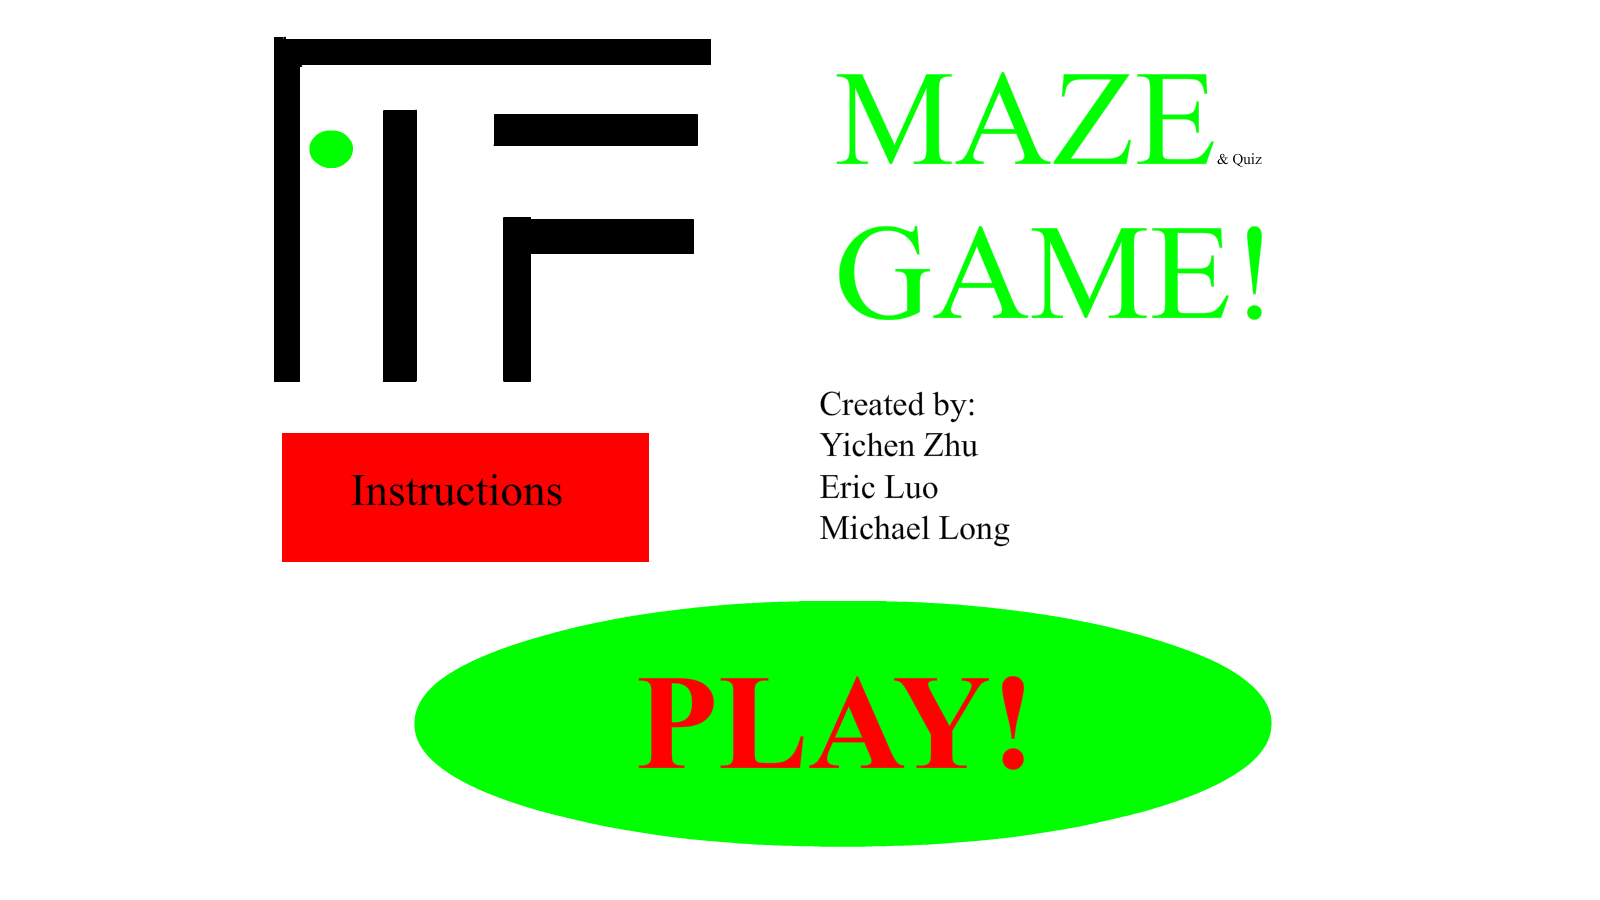 MAZE & Quiz
GAME!
Created by:
Yichen Zhu
Eric Luo
Michael Long
Instructions
PLAY!